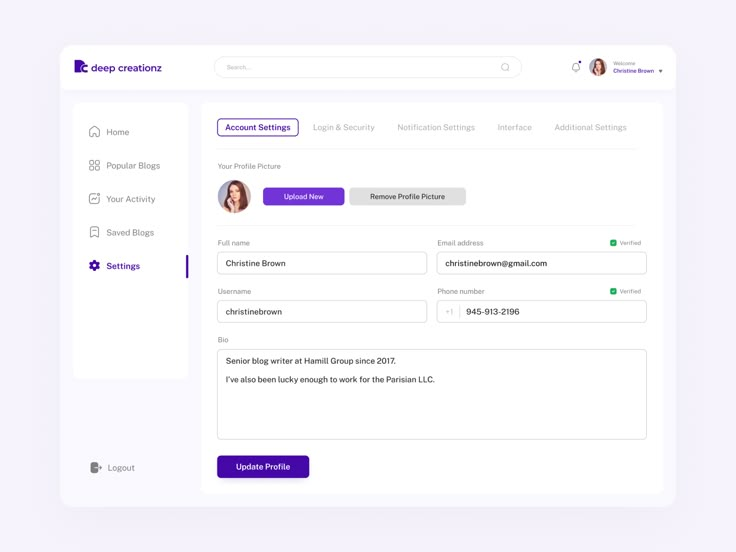 deep creationz
Search...
Welcome
Christine Brown
Home
Popular Blogs
Your Activity
Saved Blogs
Settings
Logout
Account Settings
Login & Security
Notification Settings
Interface
Additional Settings
Your Profile Picture
Upload New
Remove Profile Picture
Full name
Christine Brown
Email address
Verified
christinebrown@gmail.com
Username
christinebrown
Phone number
Verified
+1 945-913-2196
Bio
Senior blog writer at Hamill Group since 2017.
I've also been lucky enough to work for the Parisian LLC.
Update Profile